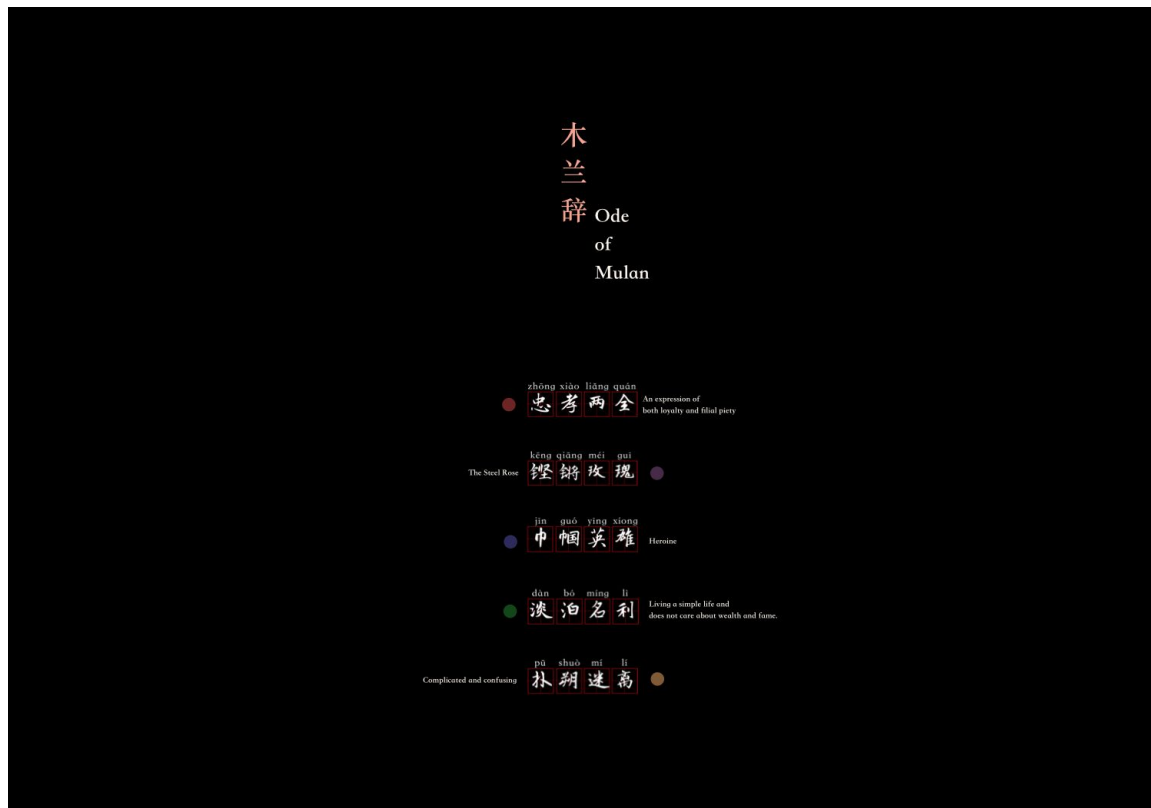 木兰辞
Ode
of
Mulan
zhōng xiào liǎng quán
忠孝两全
An expression of
both loyalty and filial piety
kēng qiāng méi guī
The Steel Rose
铿锵玫瑰
jīn guó yīng xióng
巾帼英雄
Heroine
dàn bó míng lì
淡泊名利
Living a simple life and
does not care about wealth and fame.
pū shuò mí lí
Complicated and confusing
扑朔迷离